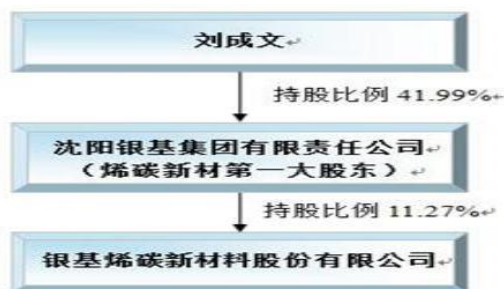 刘成文
持股比例 41.99%
沈阳银基集团有限责任公司
（烯碳新材第一大股东）
持股比例 11.27%
银基烯碳新材料股份有限公司